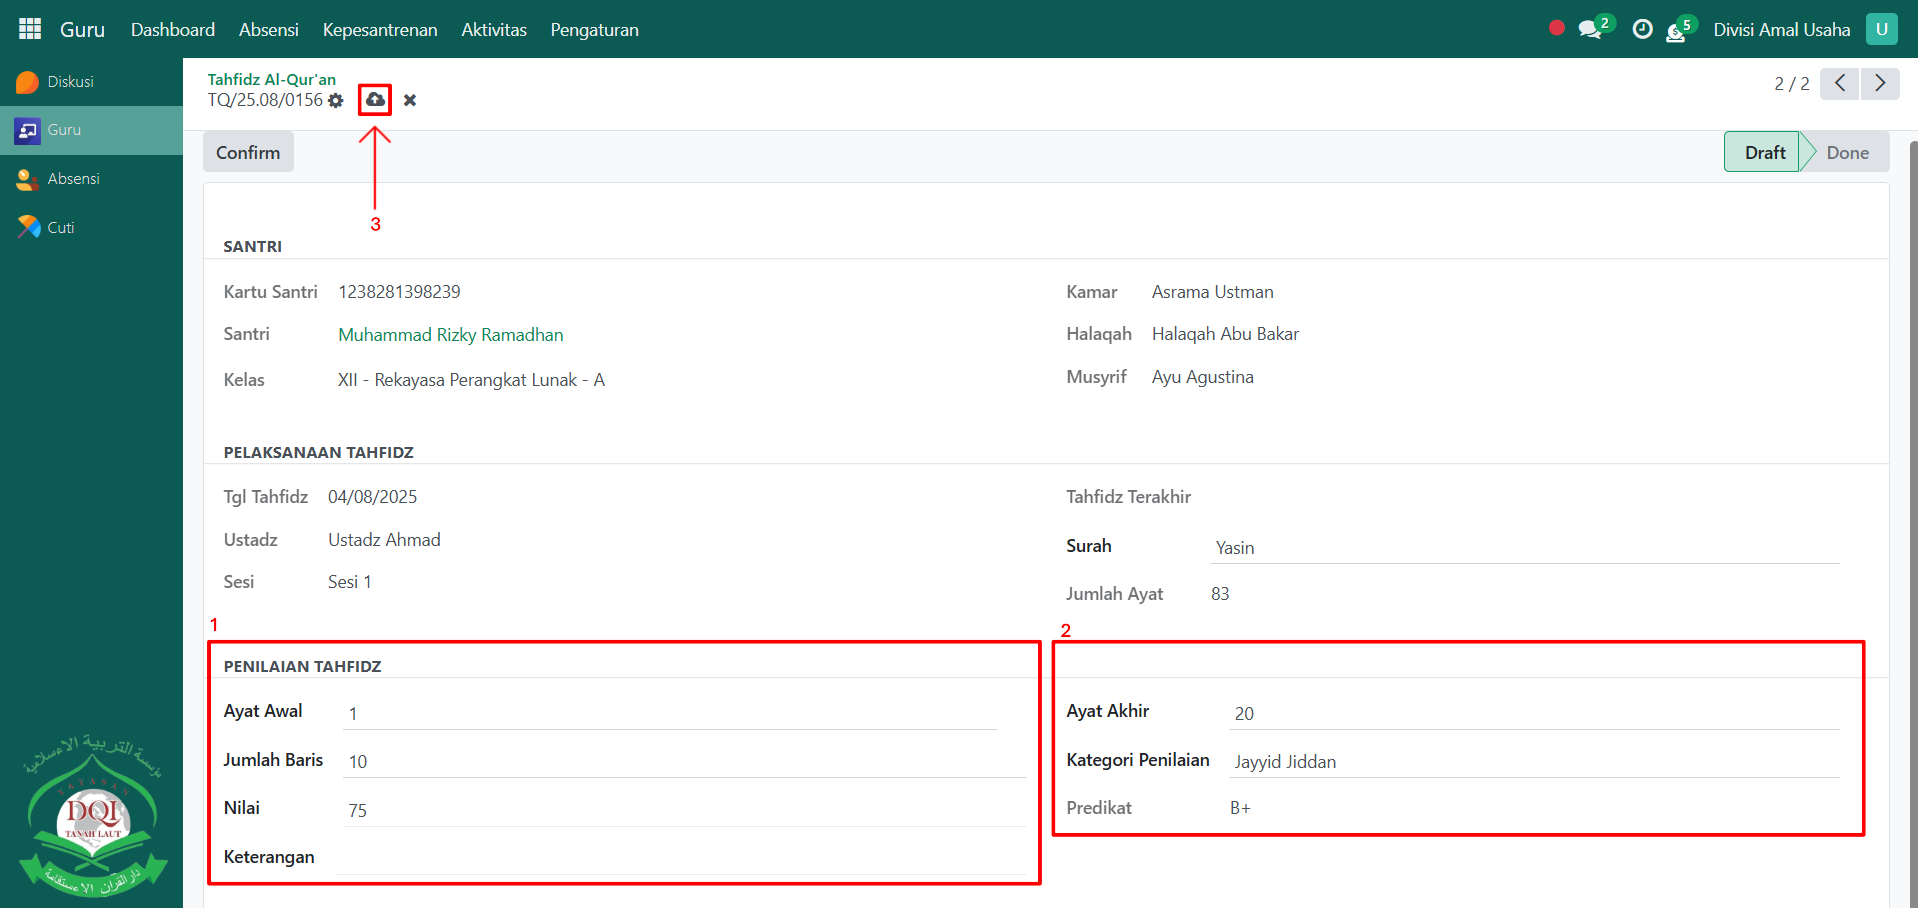 Guru Dashboard Absensi Kepesantrenan Aktivitas Pengaturan 2 5 Divisi Amal Usaha U
Diskusi
Guru
Absensi
Cuti
Tahfidz Al-Qur'an
TQ/25.08/0156
2 / 2
Confirm
Draft Done
3
SANTRI
Kartu Santri 1238281398239
Kamar Asrama Ustman
Santri Muhammad Rizky Ramadhan
Halaqah Halaqah Abu Bakar
Kelas XII - Rekayasa Perangkat Lunak - A
Musyrif Ayu Agustina
PELAKSANAAN TAHFIDZ
Tgl Tahfidz 04/08/2025
Tahfidz Terakhir
Ustadz Ustadz Ahmad
Surah Yasin
Sesi Sesi 1
Jumlah Ayat 83
1
2
PENILAIAN TAHFIDZ
Ayat Awal 1
Ayat Akhir 20
Jumlah Baris 10
Kategori Penilaian Jayyid Jiddan
Nilai 75
Predikat B+
Keterangan
مؤسسة التربية الاسلامية
YAYASAN
DQI
TANAH LAUT
دار القرآن الاستقامة